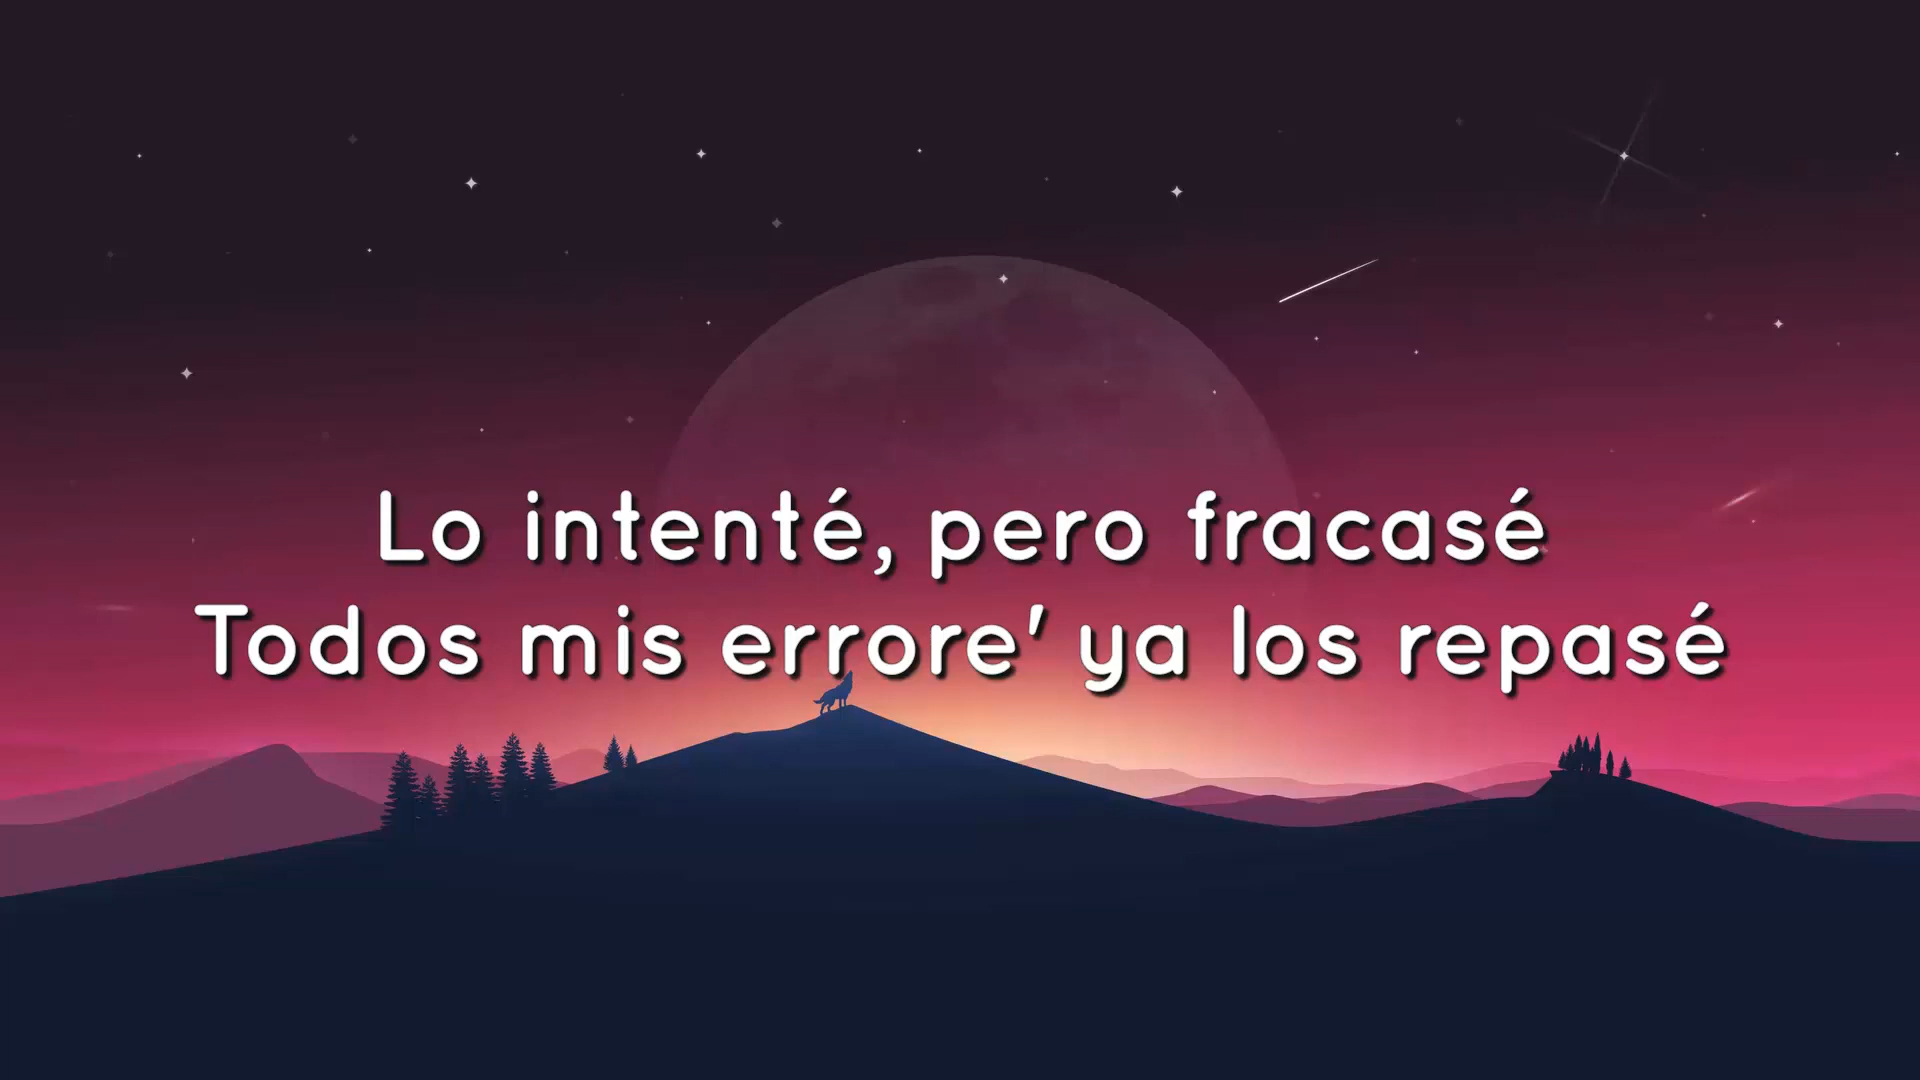 Lo intenté, pero fracasé
Todos mis errore' ya los repasé